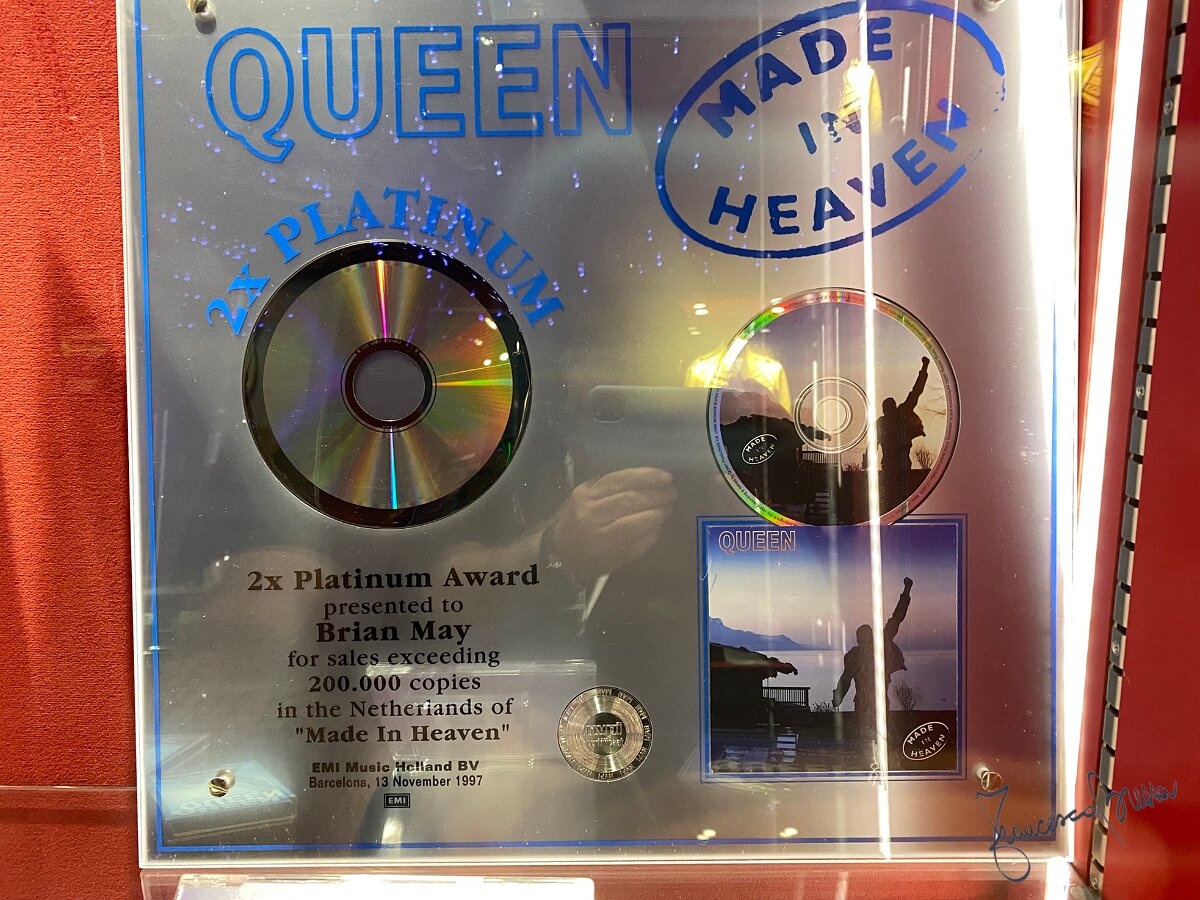 QUEEN
MADE
IN
HEAVEN
2x PLATINUM
MADE
IN
HEAVEN
QUEEN
2x Platinum Award
presented to
Brian May
for sales exceeding
200.000 copies
in the Netherlands of
"Made In Heaven"
EMI Music Holland BV
Barcelona, 13 November 1997
EMI
NVPI
MADE
IN
HEAVEN